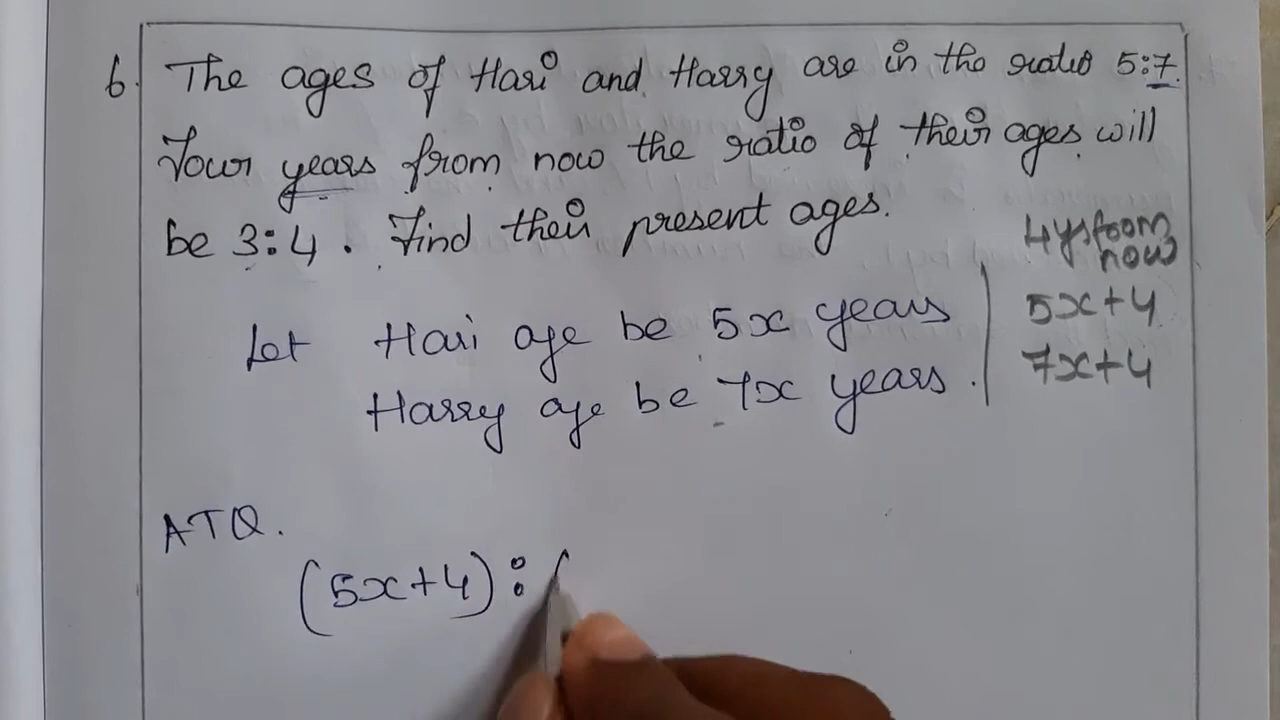 6. The ages of Hari and Harry are in the ratio 5:7.
Four years from now the ratio of their ages will
be 3:4. Find their present ages.
4ys from
now
Let Hari age be 5x years
5x+4
Harry age be 7x years.
7x+4
ATQ.
(5x+4) : (